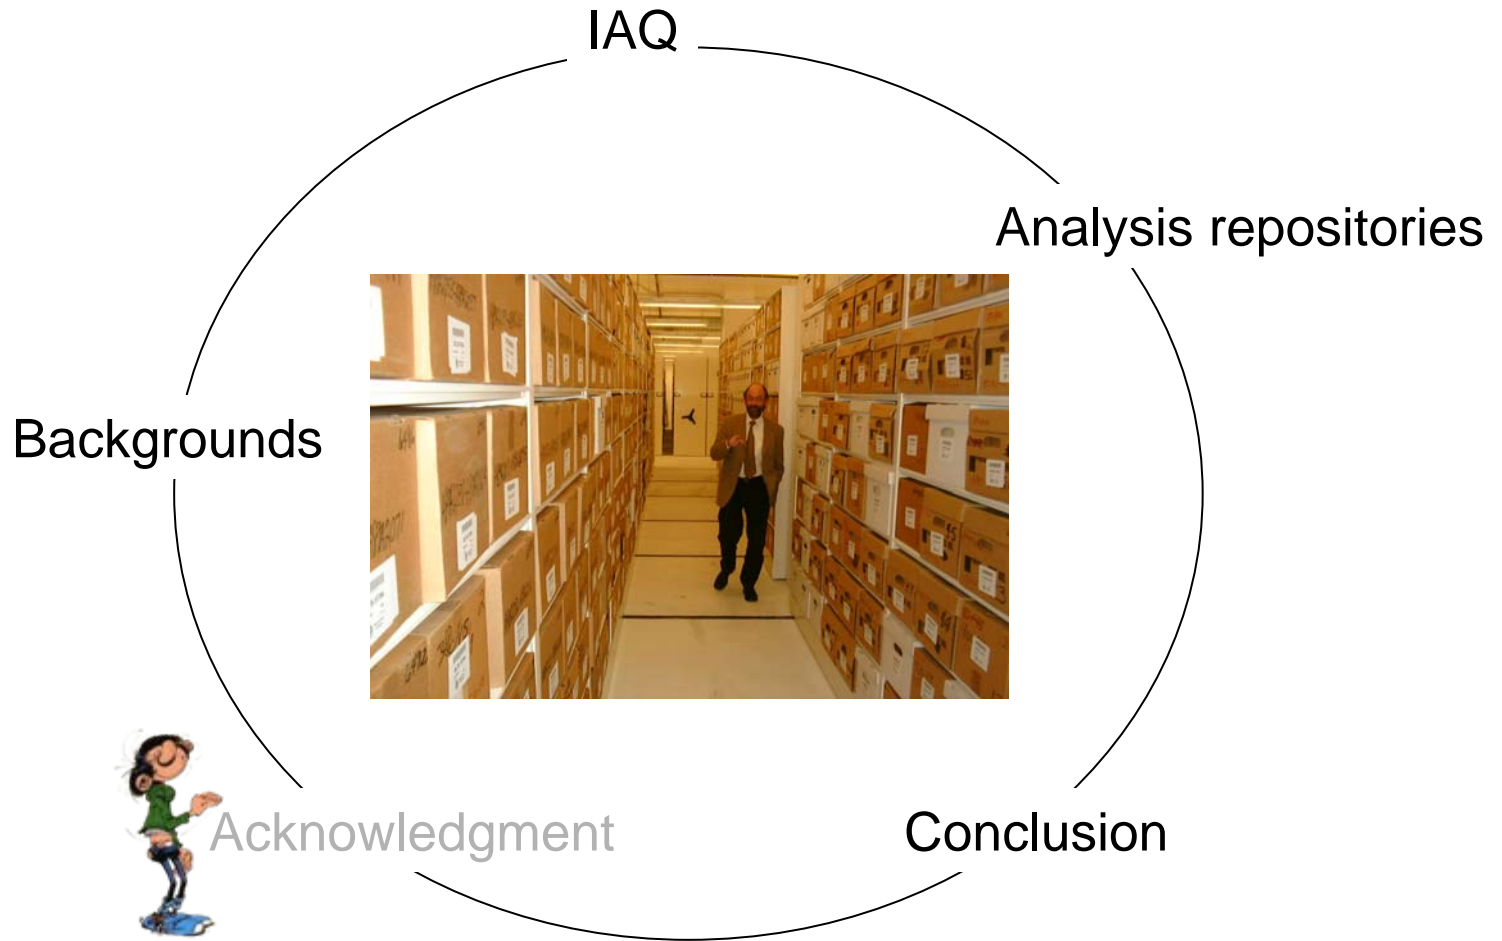 IAQ
Analysis repositories
Backgrounds
Acknowledgment
Conclusion